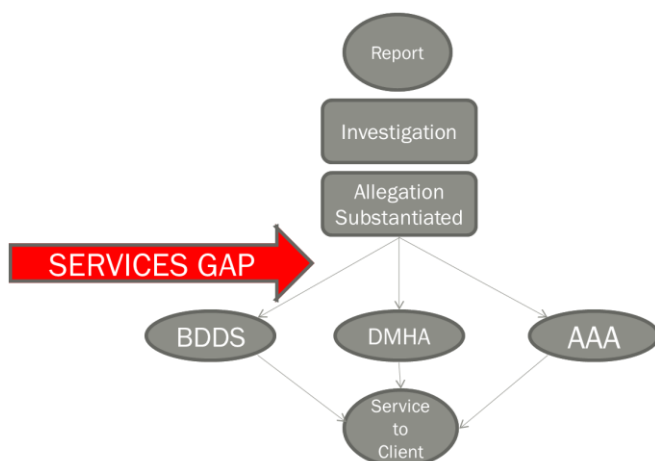 Report
Investigation
Allegation
Substantiated
SERVICES GAP
BDDS
DMHA
AAA
Service
to
Client